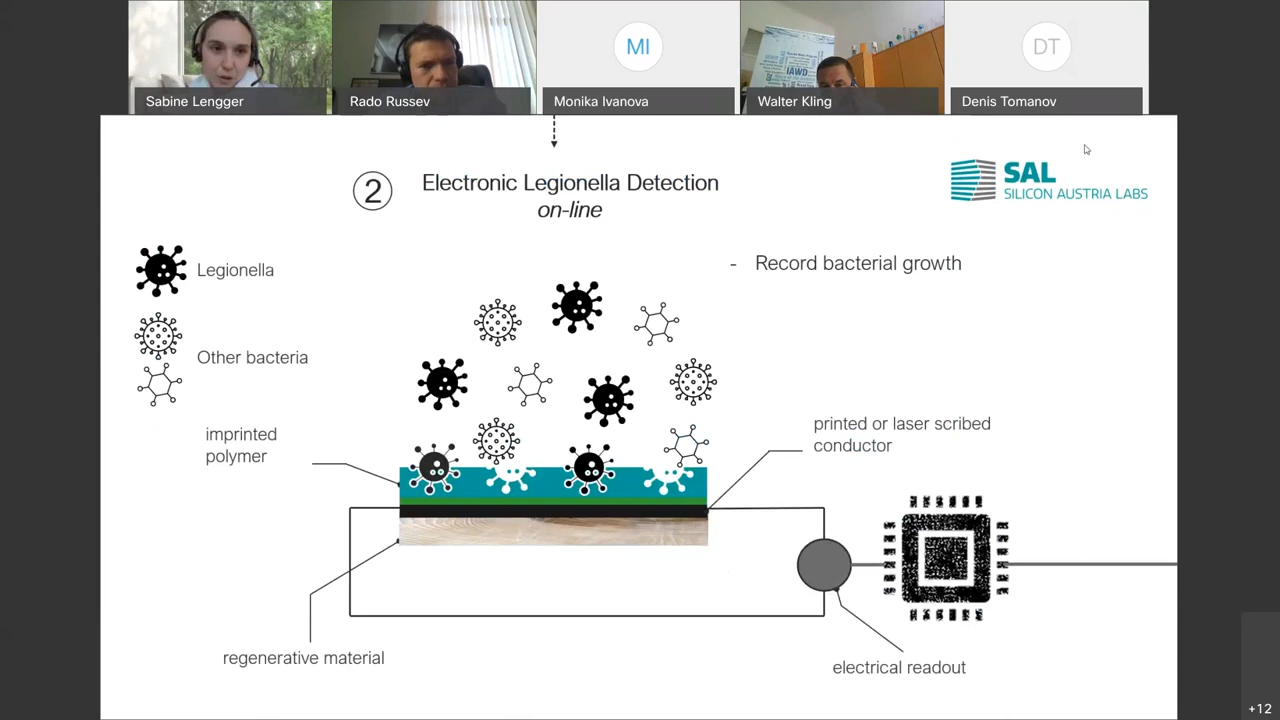 MI
DT
IAWD
Sabine Lengger
Rado Russev
Monika Ivanova
Walter Kling
Denis Tomanov
2
Electronic Legionella Detection
on-line
SAL
SILICON AUSTRIA LABS
Legionella
- Record bacterial growth
Other bacteria
imprinted
polymer
printed or laser scribed
conductor
regenerative material
electrical readout
+12